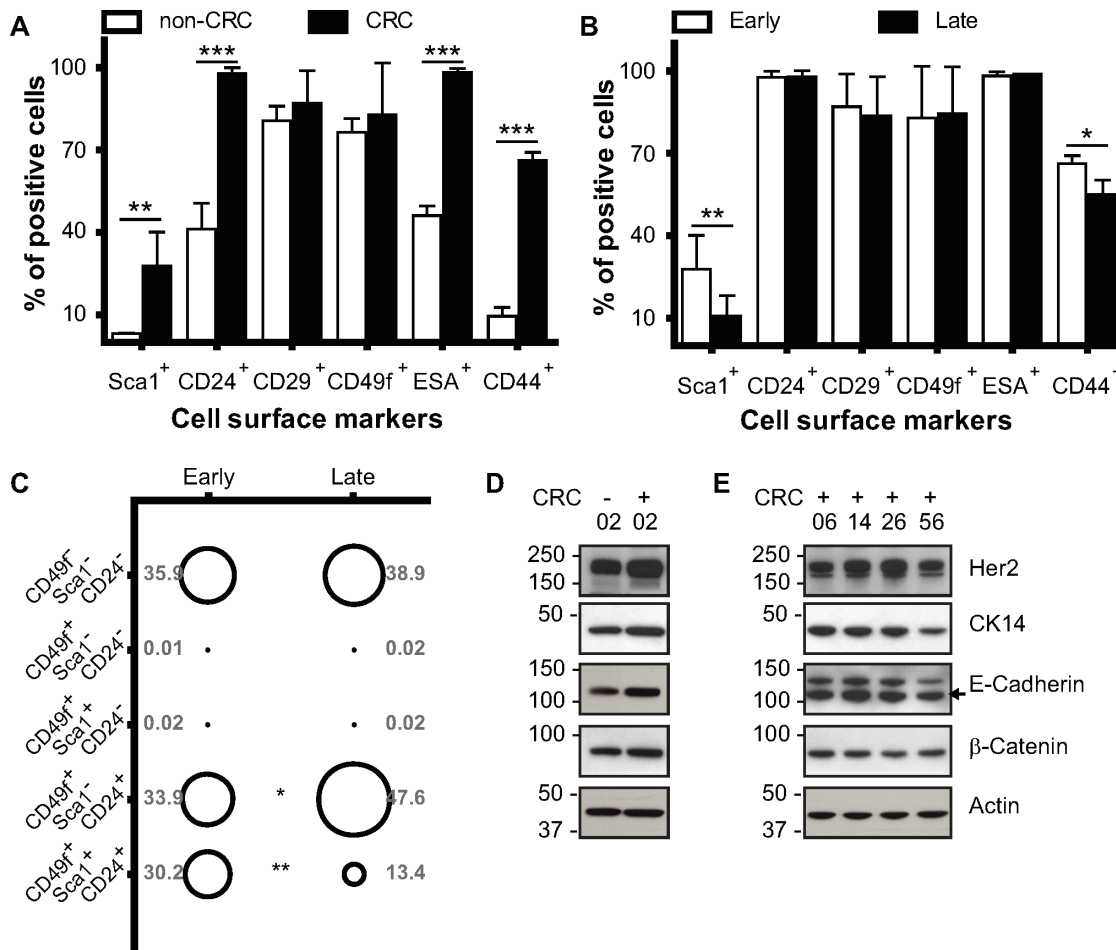 A
non-CRC CRC
% of positive cells
100
70
40
10
***
***
***
**
Sca1+ CD24+ CD29+ CD49f+ ESA+ CD44+
Cell surface markers
B
Early Late
% of positive cells
100
70
40
10
*
**
Sca1+ CD24+ CD29+ CD49f+ ESA+ CD44-
Cell surface markers
C
Early Late
CD49f-
Sca1-
CD24-
35.9 38.9
CD49f+
Sca1-
CD24-
0.01 0.02
CD49f+
Sca1+
CD24-
0.02 0.02
CD49f+
Sca1-
CD24+
33.9 * 47.6
CD49f+
Sca1+
CD24+
30.2 ** 13.4
D
CRC - +
02 02
250
150
50
150
100
100
50
37
E
CRC + + + +
06 14 26 56
250
150
Her2
50
CK14
150
100
E-Cadherin
100
β-Catenin
50
37
Actin